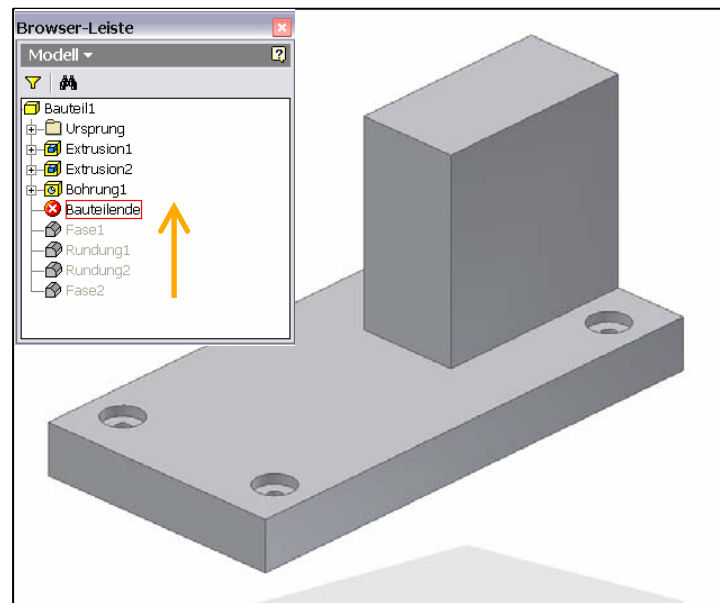 Browser-Leiste
Modell
Bauteil1
Ursprung
Extrusion1
Extrusion2
Bohrung1
Bauteilende
Fase1
Rundung1
Rundung2
Fase2